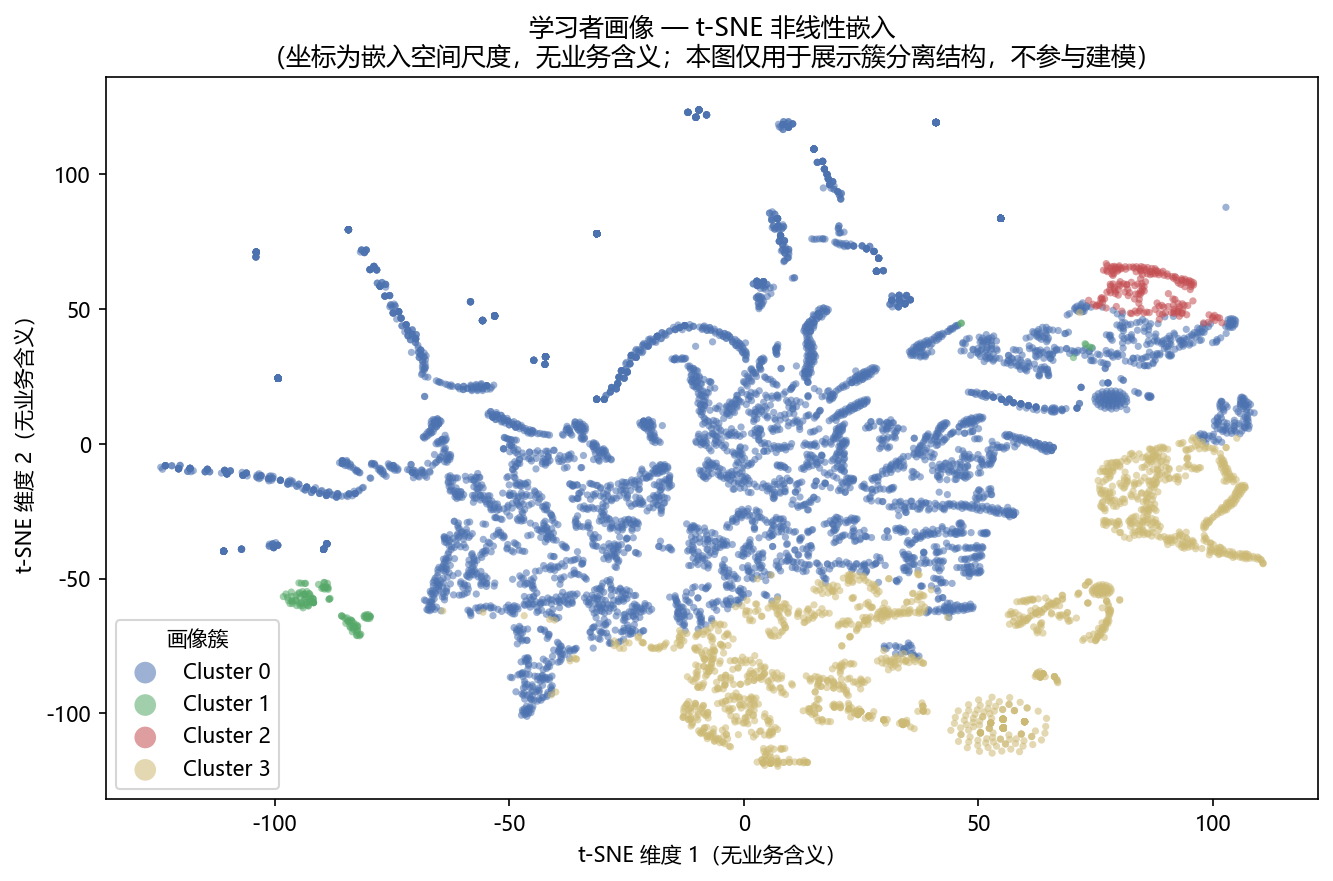 学习者画像 — t-SNE 非线性嵌入
（坐标为嵌入空间尺度，无业务含义；本图仅用于展示簇分离结构，不参与建模）
t-SNE 维度 2（无业务含义）
100
50
0
-50
-100
画像簇
Cluster 0
Cluster 1
Cluster 2
Cluster 3
-100
-50
0
50
100
t-SNE 维度 1（无业务含义）